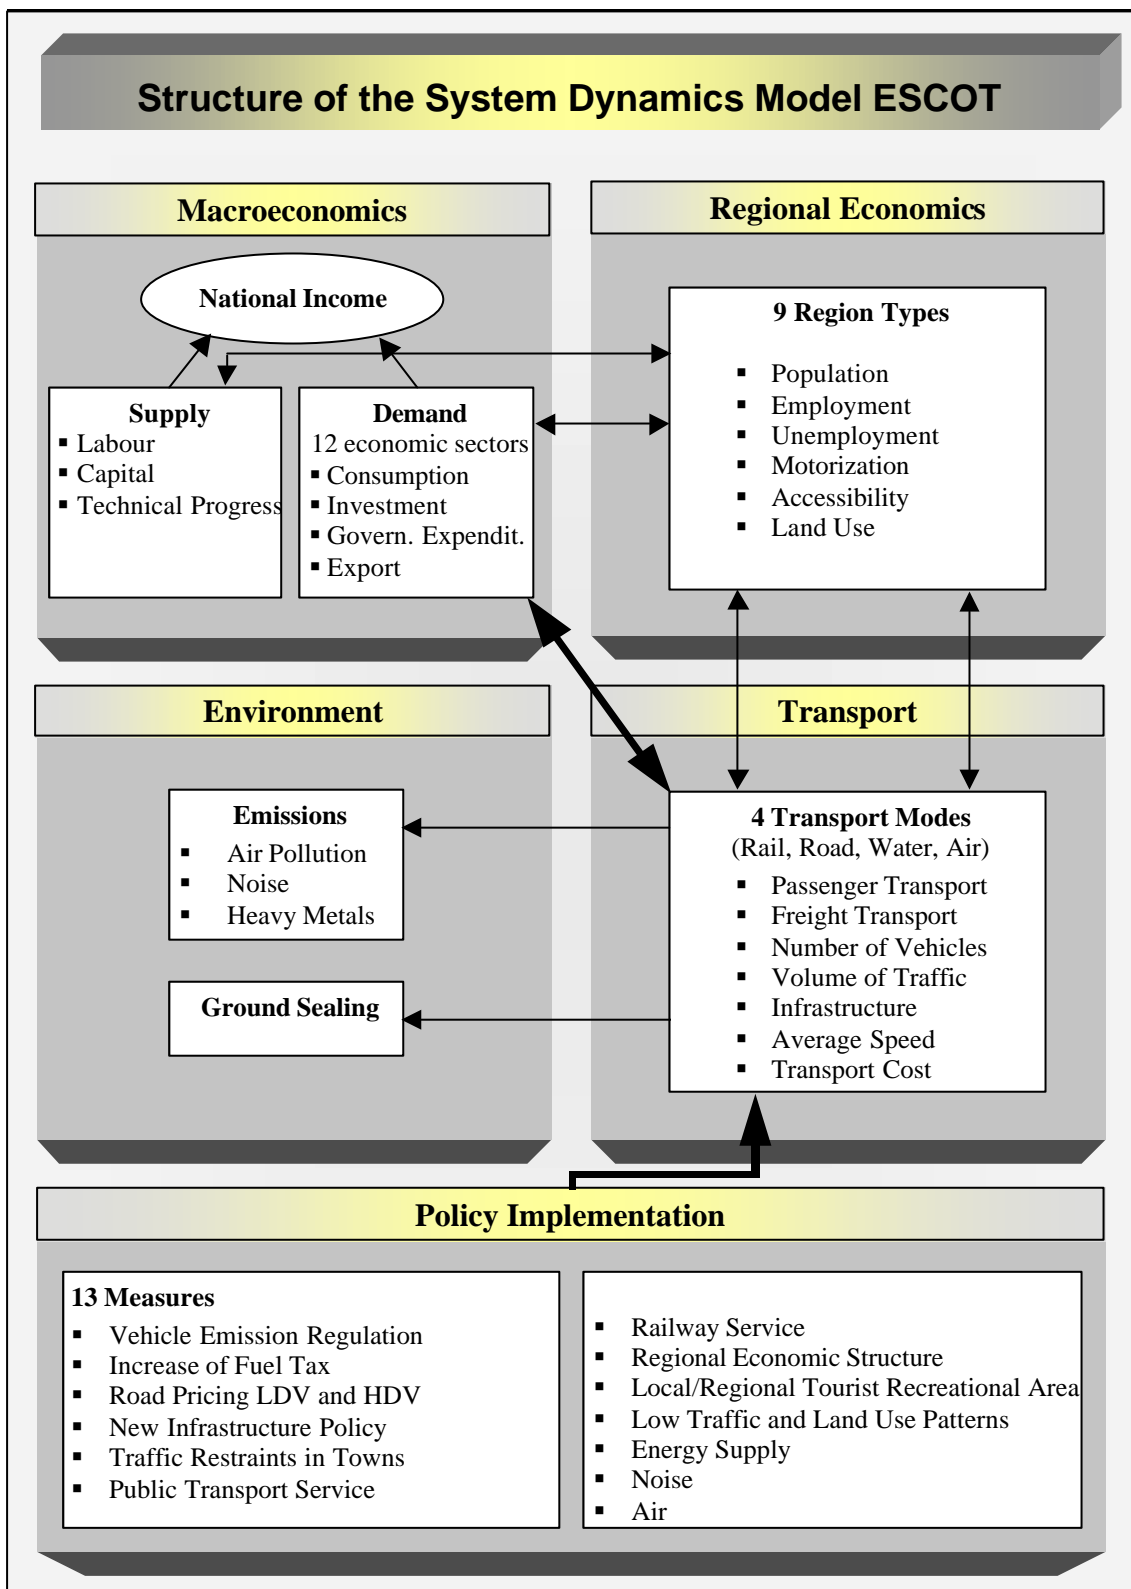 Structure of the System Dynamics Model ESCOT
Macroeconomics
National Income
Supply
▪ Labour
▪ Capital
▪ Technical Progress
Demand
12 economic sectors
▪ Consumption
▪ Investment
▪ Govern. Expendit.
▪ Export
Regional Economics
9 Region Types
▪ Population
▪ Employment
▪ Unemployment
▪ Motorization
▪ Accessibility
▪ Land Use
Environment
Emissions
▪ Air Pollution
▪ Noise
▪ Heavy Metals
Ground Sealing
Transport
4 Transport Modes
(Rail, Road, Water, Air)
▪ Passenger Transport
▪ Freight Transport
▪ Number of Vehicles
▪ Volume of Traffic
▪ Infrastructure
▪ Average Speed
▪ Transport Cost
Policy Implementation
13 Measures
▪ Vehicle Emission Regulation
▪ Increase of Fuel Tax
▪ Road Pricing LDV and HDV
▪ New Infrastructure Policy
▪ Traffic Restraints in Towns
▪ Public Transport Service
▪ Railway Service
▪ Regional Economic Structure
▪ Local/Regional Tourist Recreational Area
▪ Low Traffic and Land Use Patterns
▪ Energy Supply
▪ Noise
▪ Air